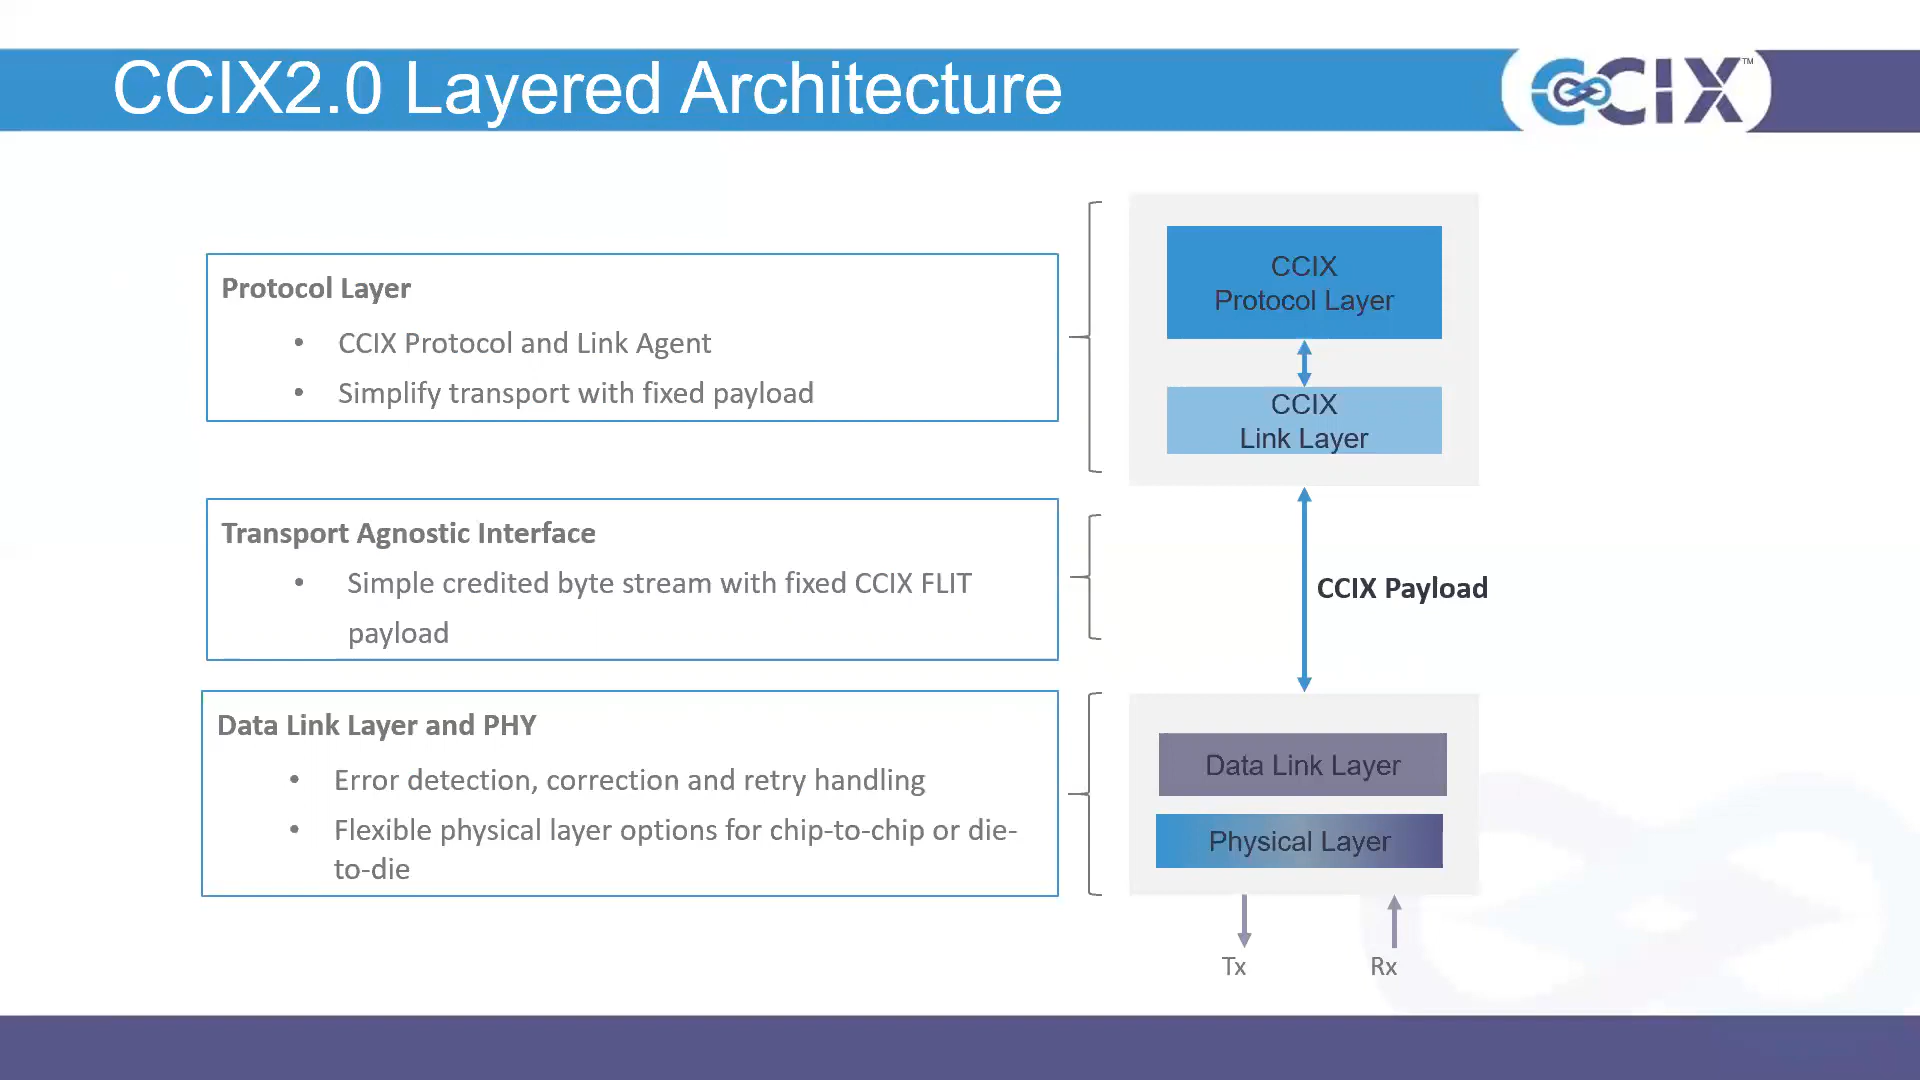 CCIX2.0 Layered Architecture
CCIX™
Protocol Layer
• CCIX Protocol and Link Agent
• Simplify transport with fixed payload
Transport Agnostic Interface
• Simple credited byte stream with fixed CCIX FLIT
payload
Data Link Layer and PHY
• Error detection, correction and retry handling
• Flexible physical layer options for chip-to-chip or die-
to-die
CCIX
Protocol Layer
CCIX
Link Layer
CCIX Payload
Data Link Layer
Physical Layer
Tx
Rx